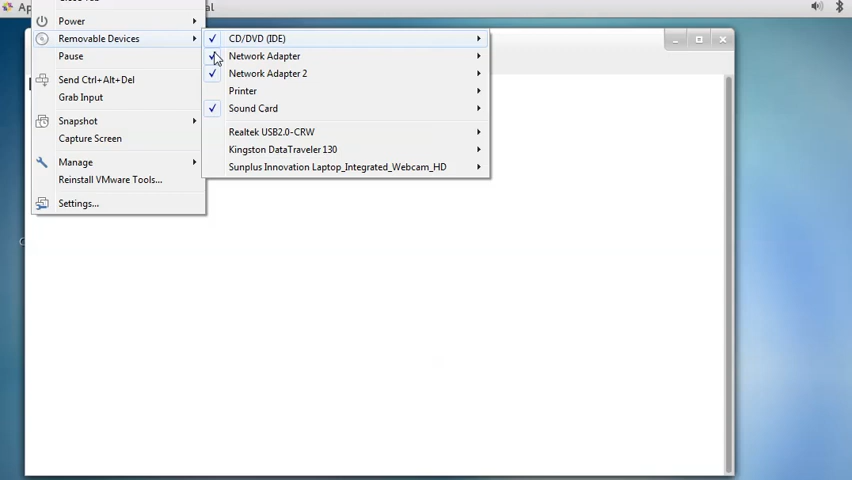 Power
Removable Devices
Pause
Send Ctrl+Alt+Del
Grab Input
Snapshot
Capture Screen
Manage
Reinstall VMware Tools...
Settings...
CD/DVD (IDE)
Network Adapter
Network Adapter 2
Printer
Sound Card
Realtek USB2.0-CRW
Kingston DataTraveler 130
Sunplus Innovation Laptop_Integrated_Webcam_HD